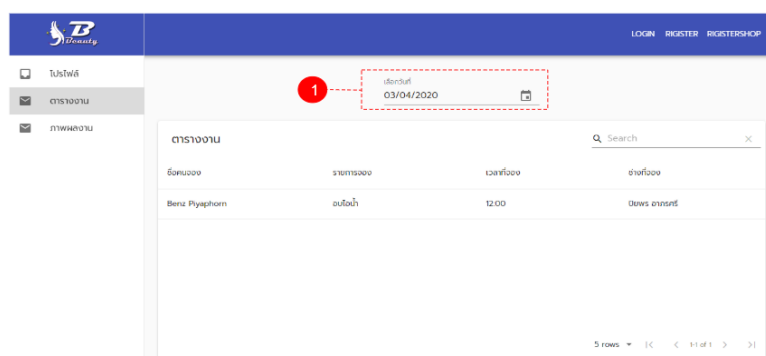 B
Beauty
LOGIN RIGISTER RIGISTERSHOP
โปรไฟล์
ตารางงาน
ภาพผลงาน
1
เลือกวันที่
03/04/2020
ตารางงาน
Search
ชื่อคนจอง รายการจอง เวลาที่จอง ช่างที่จอง
Benz Piyaphorn อบไอน้ำ 12.00 ปิยพร อาภรศรี
5 rows 1-1 of 1